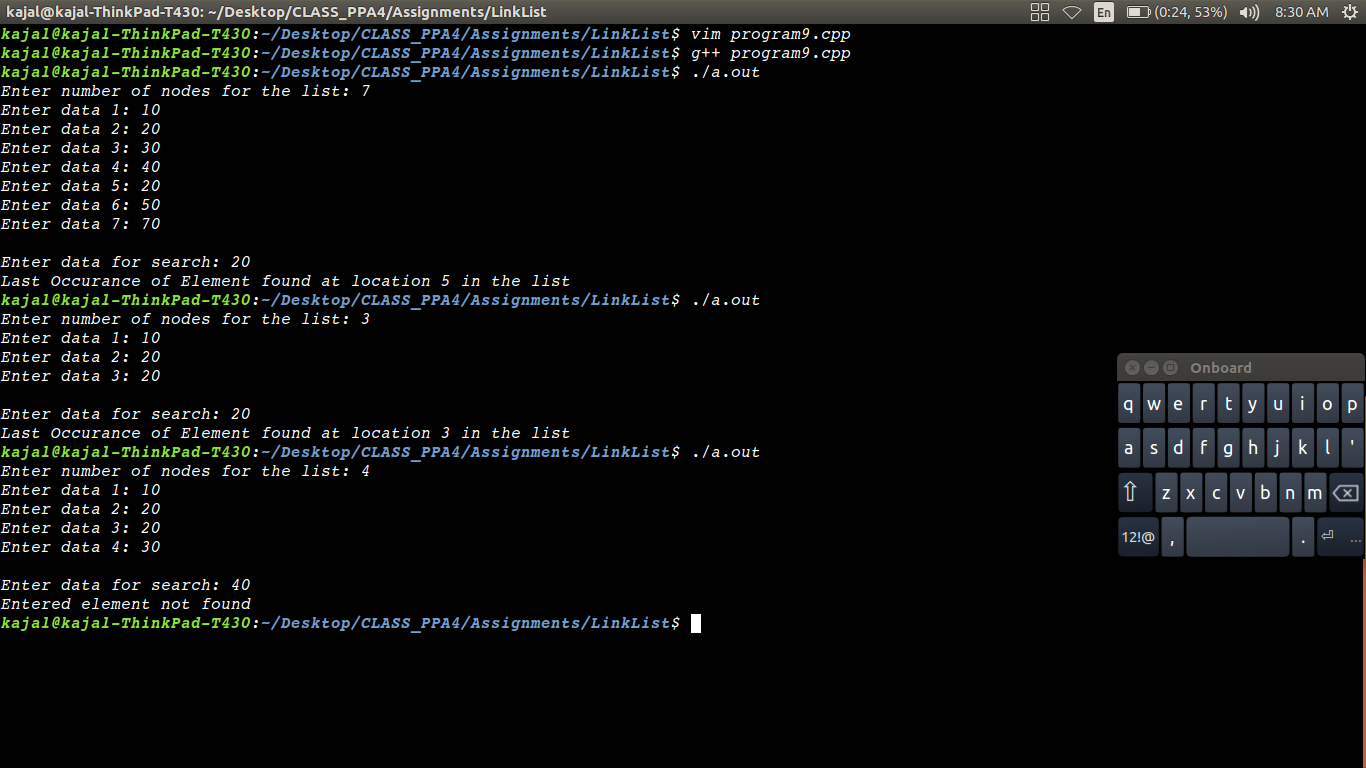 kajal@kajal-ThinkPad-T430: ~/Desktop/CLASS_PPA4/Assignments/LinkList
En (0:24, 53%) 8:30 AM
kajal@kajal-ThinkPad-T430:~/Desktop/CLASS_PPA4/Assignments/LinkList$ vim program9.cpp
kajal@kajal-ThinkPad-T430:~/Desktop/CLASS_PPA4/Assignments/LinkList$ g++ program9.cpp
kajal@kajal-ThinkPad-T430:~/Desktop/CLASS_PPA4/Assignments/LinkList$ ./a.out
Enter number of nodes for the list: 7
Enter data 1: 10
Enter data 2: 20
Enter data 3: 30
Enter data 4: 40
Enter data 5: 20
Enter data 6: 50
Enter data 7: 70
Enter data for search: 20
Last Occurance of Element found at location 5 in the list
kajal@kajal-ThinkPad-T430:~/Desktop/CLASS_PPA4/Assignments/LinkList$ ./a.out
Enter number of nodes for the list: 3
Enter data 1: 10
Enter data 2: 20
Enter data 3: 20
Enter data for search: 20
Last Occurance of Element found at location 3 in the list
kajal@kajal-ThinkPad-T430:~/Desktop/CLASS_PPA4/Assignments/LinkList$ ./a.out
Enter number of nodes for the list: 4
Enter data 1: 10
Enter data 2: 20
Enter data 3: 20
Enter data 4: 30
Enter data for search: 40
Entered element not found
kajal@kajal-ThinkPad-T430:~/Desktop/CLASS_PPA4/Assignments/LinkList$
Onboard
q w e r t y u i o p
a s d f g h j k l '
z x c v b n m
12!@ , . ...